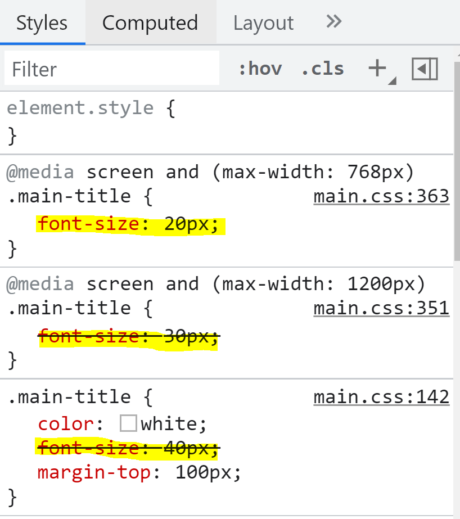 Styles Computed Layout »
Filter :hov .cls +
element.style {
}
@media screen and (max-width: 768px)
.main-title { main.css:363
font-size: 20px;
}
@media screen and (max-width: 1200px)
.main-title { main.css:351
font-size: 30px;
}
.main-title { main.css:142
color: white;
font-size: 40px;
margin-top: 100px;
}